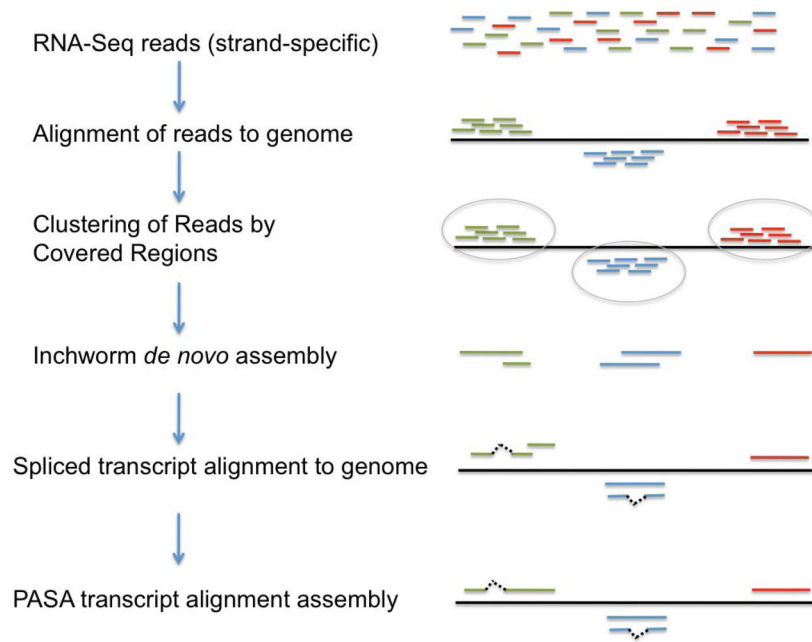 RNA-Seq reads (strand-specific)
Alignment of reads to genome
Clustering of Reads by
Covered Regions
Inchworm de novo assembly
Spliced transcript alignment to genome
PASA transcript alignment assembly